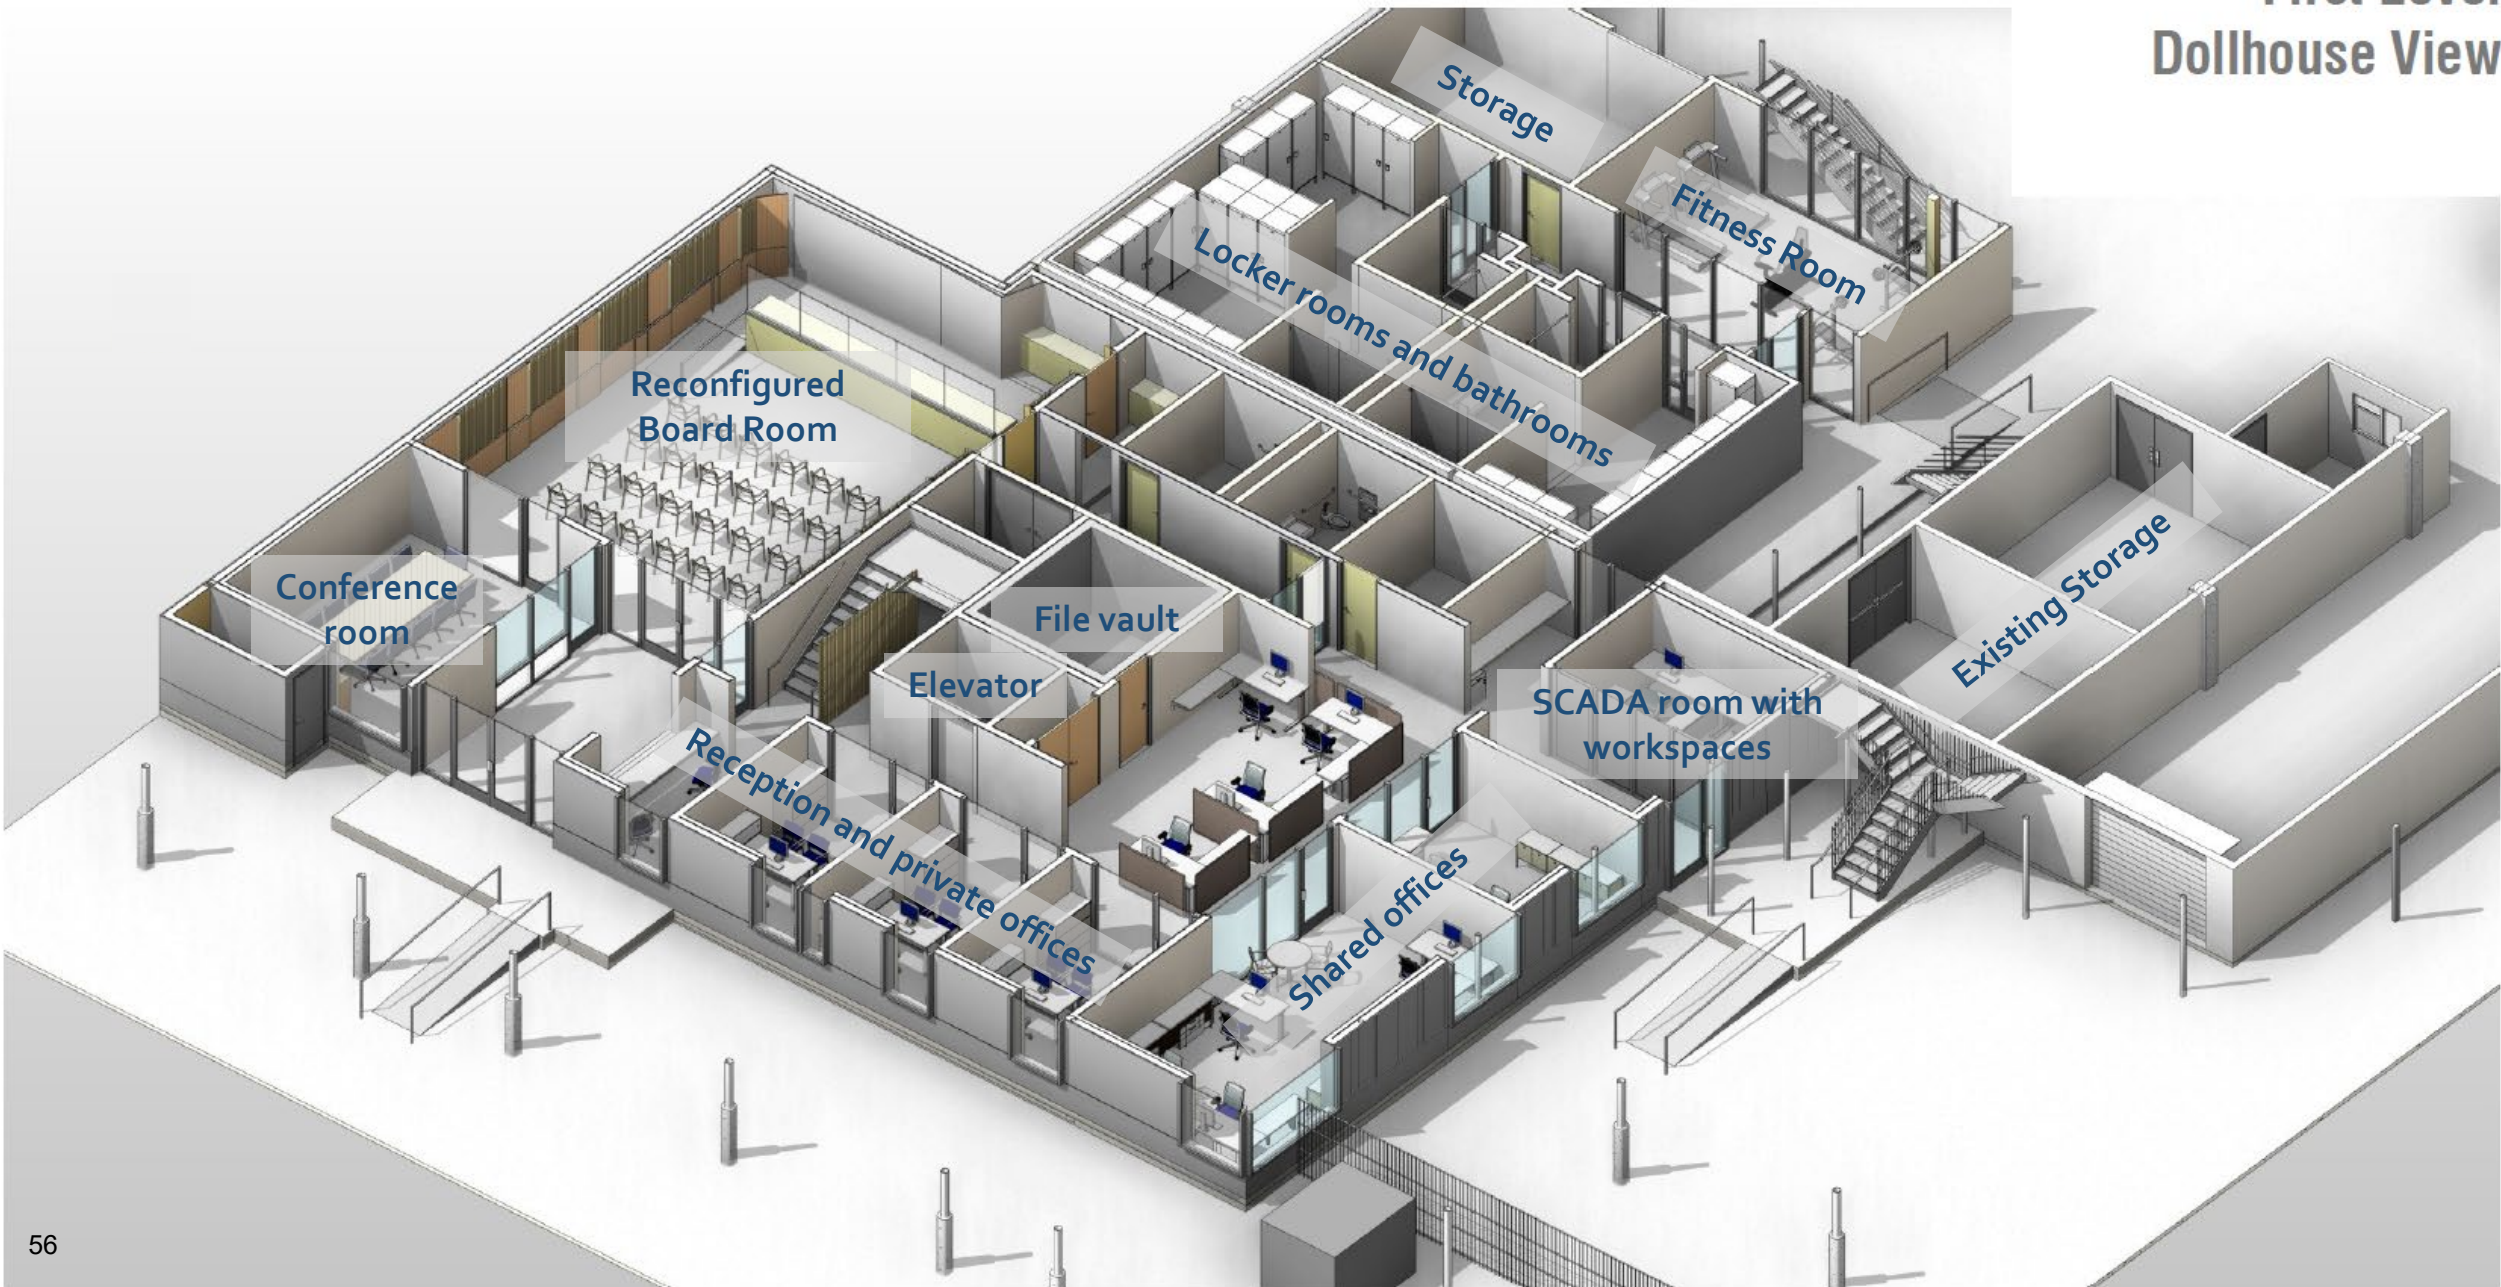 Dollhouse View
Storage
Fitness Room
Locker rooms and bathrooms
Reconfigured
Board Room
Conference
room
File vault
Elevator
Existing Storage
SCADA room with
workspaces
Reception and private offices
Shared offices
56